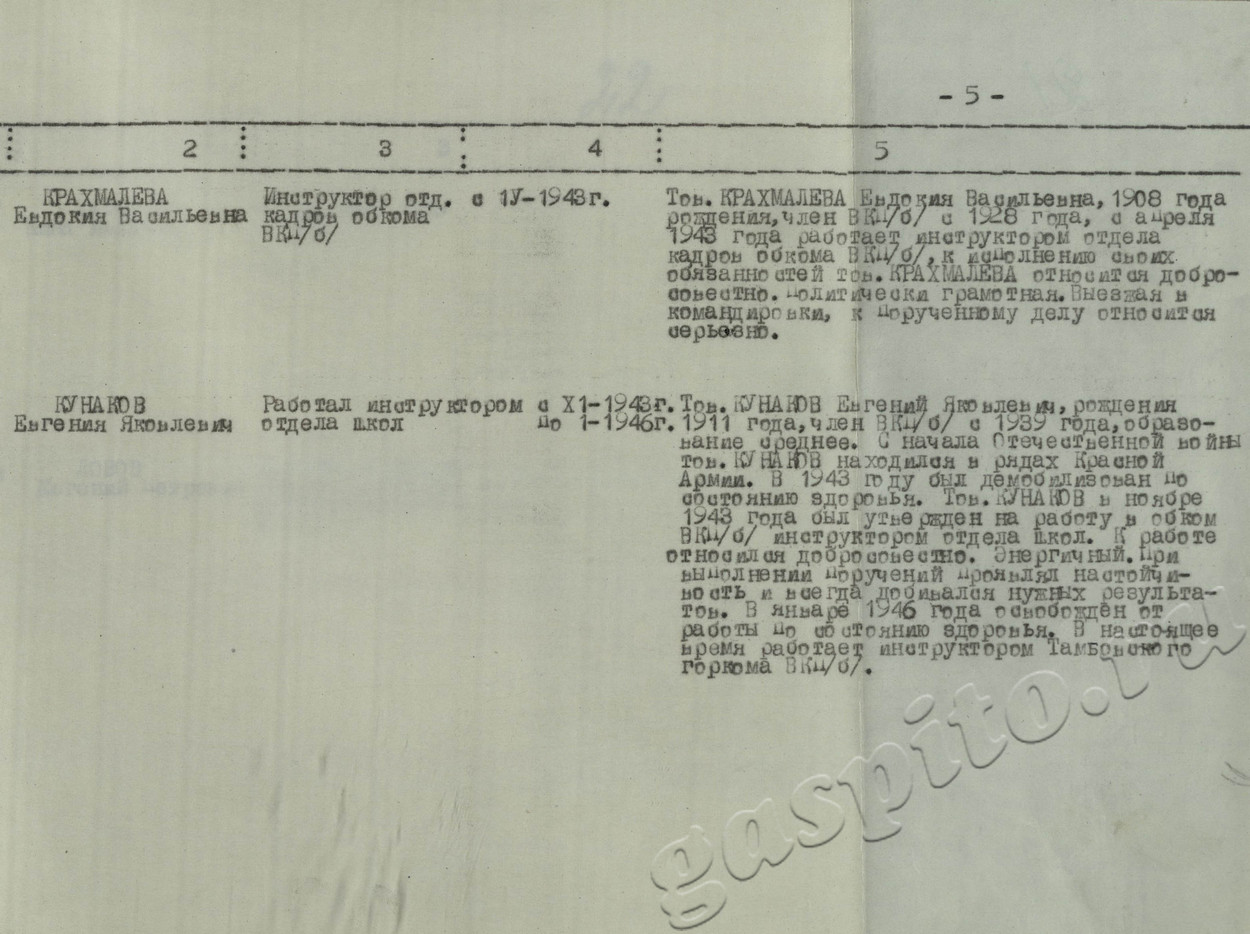 - 5 -
2 3 4 5
КРАХМАЛЕВА
Евдокия Васильевна
Инструктор отд.
кадров обкома
ВКП/б/
с 1У-1943г.
Тов. КРАХМАЛЕВА Евдокия Васильевна, 1908 года
рождения, член ВКП/б/ с 1928 года, с апреля
1943 года работает инструктором отдела
кадров обкома ВКП/б/, к исполнению своих
обязанностей тов. КРАХМАЛЕВА относится добро-
совестно. Политически грамотная. Выезжая в
командировки, к порученному делу относится
серьезно.
КУНАКОВ
Евгения Яковлевич
Работал инструктором
отдела школ
с Х1-1943г.
по 1-1946г.
Тов. КУНАКОВ Евгений Яковлевич, рождения
1911 года, член ВКП/б/ с 1939 года, образо-
вание среднее. С начала Отечественной войны
тов. КУНАКОВ находился в рядах Красной
Армии. В 1943 году был демобилизован по
состоянию здоровья. Тов. КУНАКОВ в ноябре
1943 года был утвержден на работу в обком
ВКП/б/ инструктором отдела школ. К работе
относился добросовестно. Энергичный. При
выполнении поручений проявлял настойчи-
вость и всегда добивался нужных результа-
тов. В январе 1946 года освобожден от
работы по состоянию здоровья. В настоящее
время работает инструктором Тамбовского
горкома ВКП/б/.
gaspito.ru